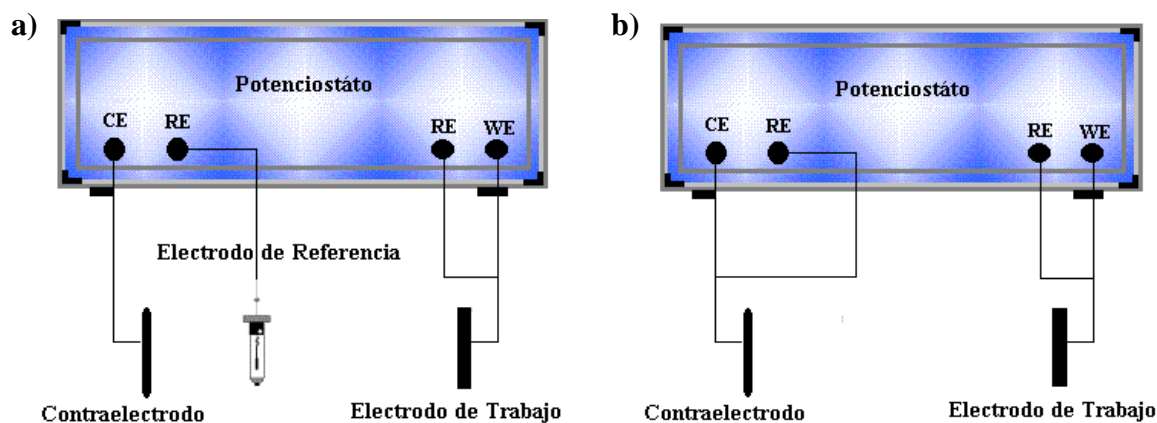 a)
Potenciostáto
CE RE RE WE
Electrodo de Referencia
Contraelectrodo
Electrodo de Trabajo
b)
Potenciostáto
CE RE RE WE
Contraelectrodo
Electrodo de Trabajo